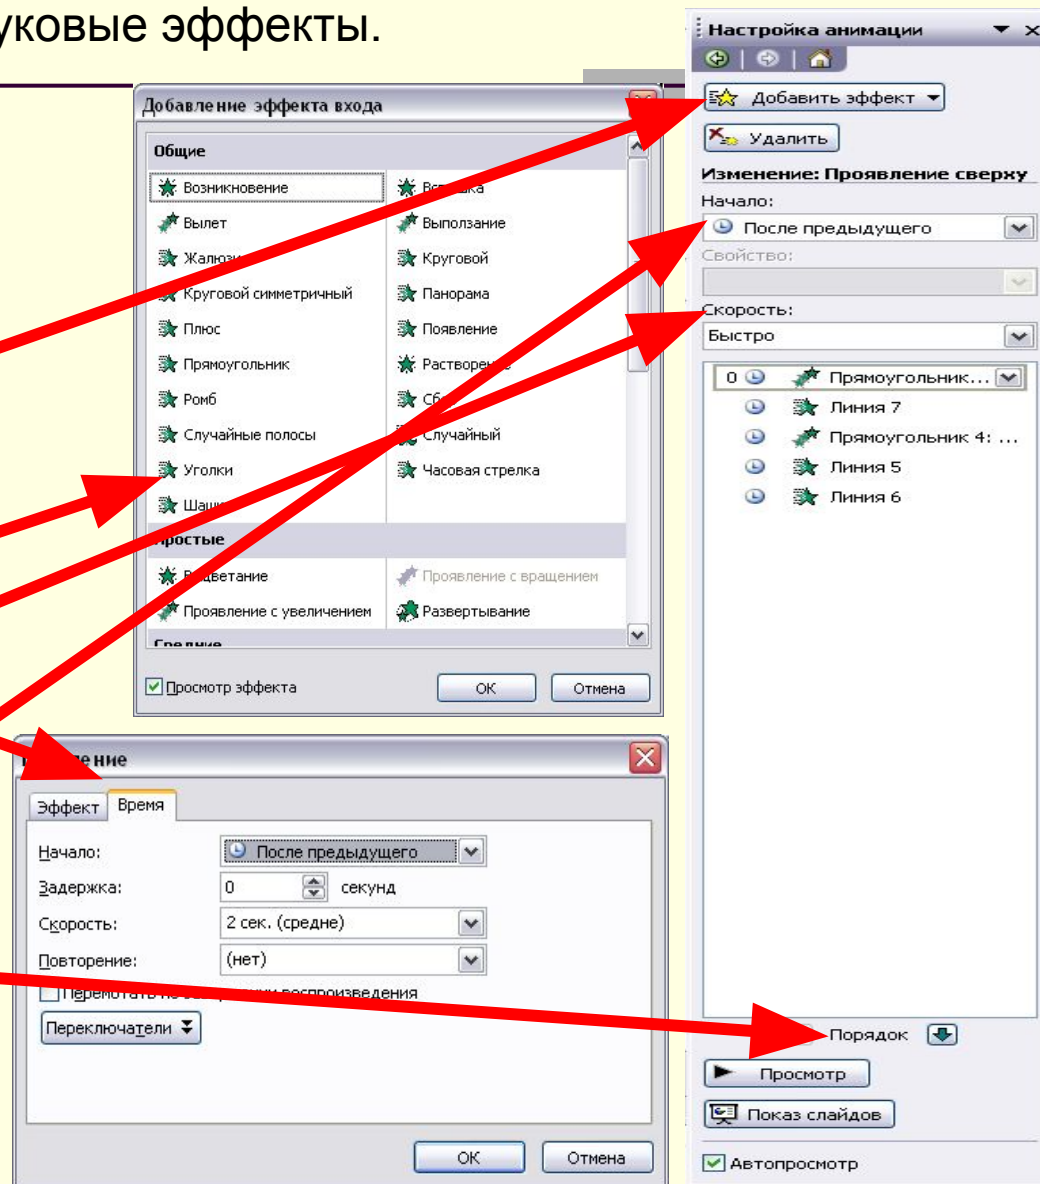 уковые эффекты.
Добавление эффекта входа
Общие
Возникновение
Вылет Выползание
Круговой
Круговой симметричный Панорама
Плюс Появление
Прямоугольник
Ромб
Случайные полосы Случайный
Уголки Часовая стрелка
Простые
Проявление с вращением
Проявление с увеличением Развертывание
Средние
Просмотр эффекта ОК Отмена
Эффект Время
Начало: После предыдущего
Задержка: 0 секунд
Скорость: 2 сек. (средне)
Повторение: (нет)
воспроизведения
Переключатели
ОК Отмена
Настройка анимации
Добавить эффект
Удалить
Изменение: Проявление сверху
Начало:
После предыдущего
Свойство:
Скорость:
Быстро
0 Прямоугольник...
Линия 7
Прямоугольник 4: ...
Линия 5
Линия 6
Порядок
Просмотр
Показ слайдов
Автопросмотр